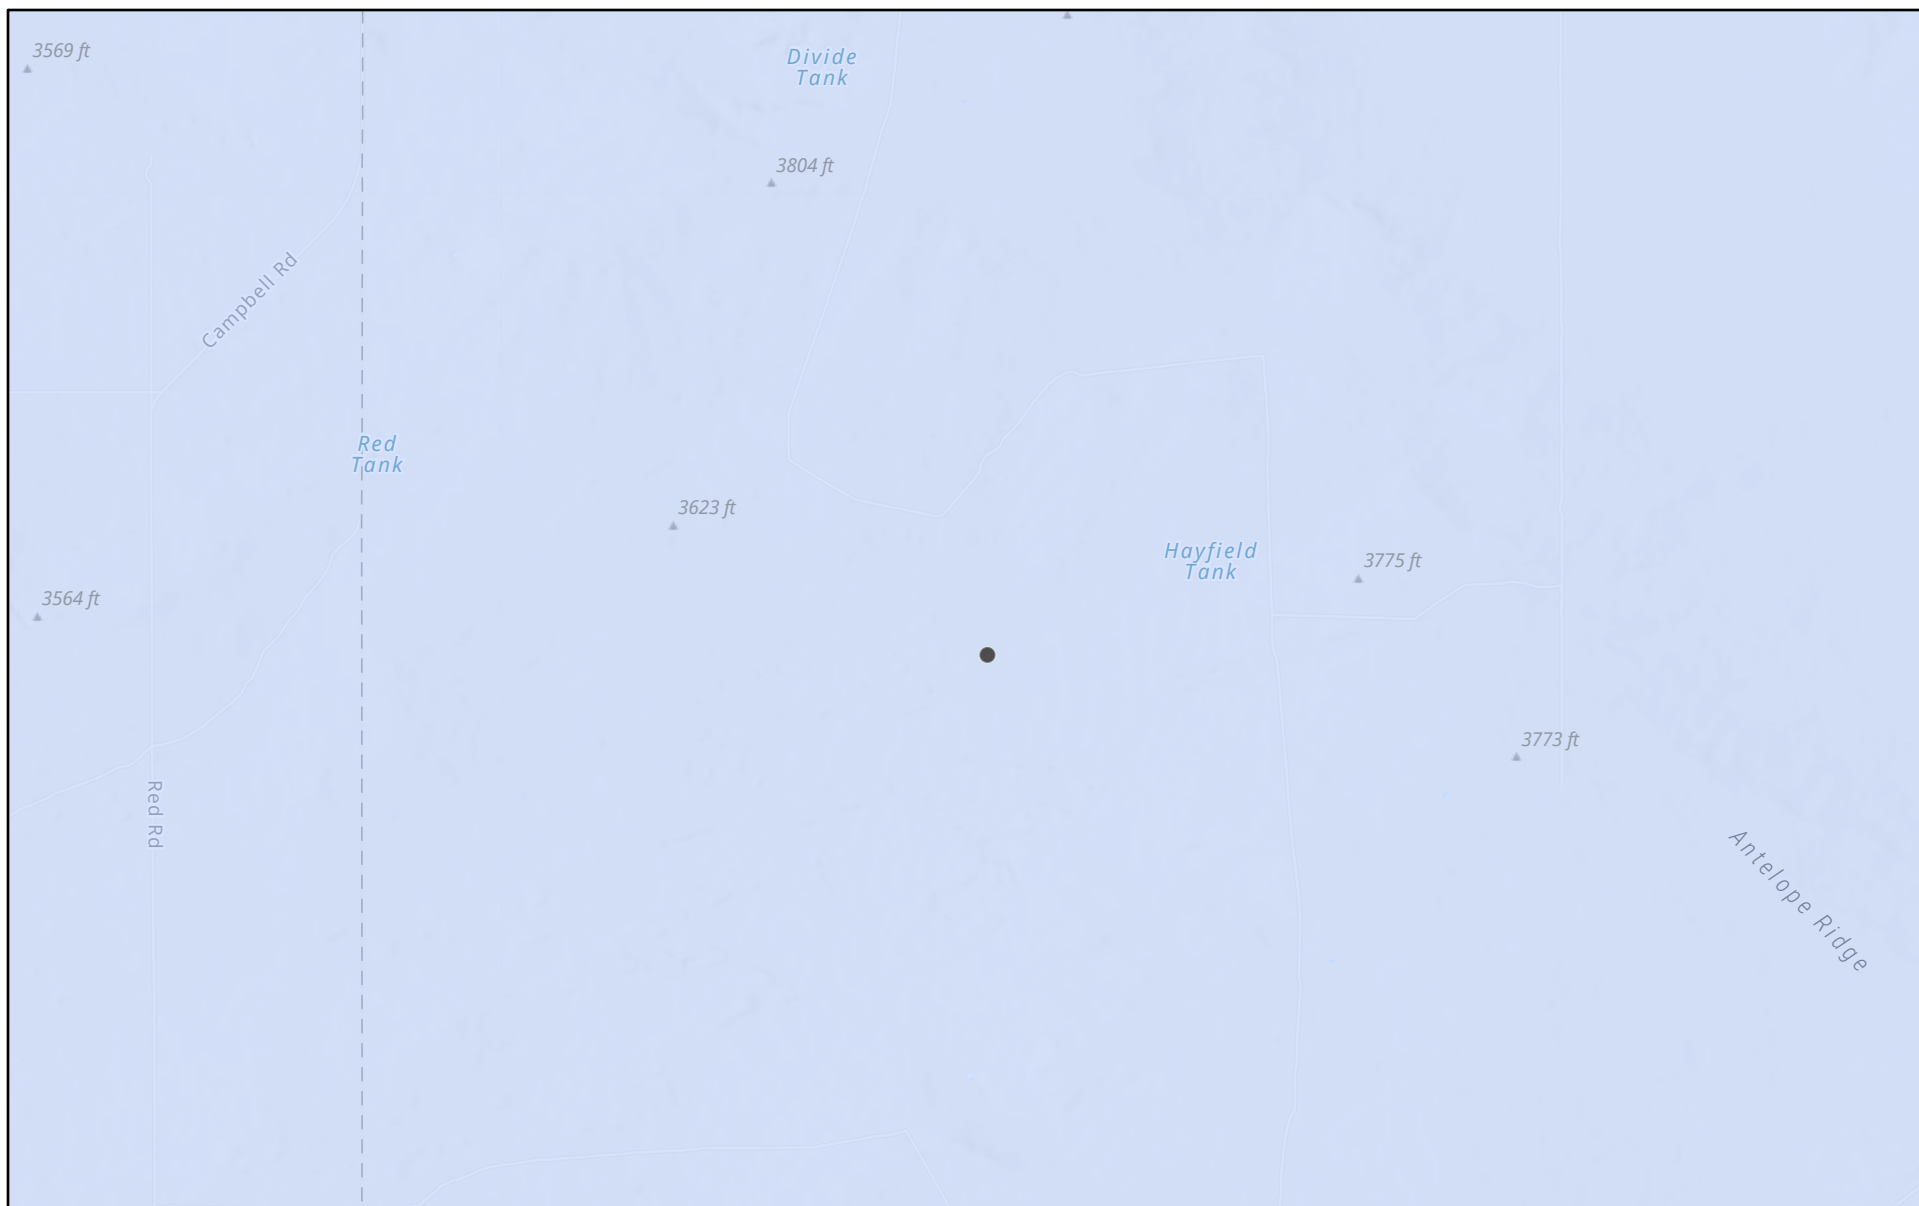 3569 ft
Divide
Tank
3804 ft
Campbell Rd
Red
Tank
3623 ft
Hayfield
Tank
3775 ft
3564 ft
3773 ft
Red Rd
Antelope Ridge